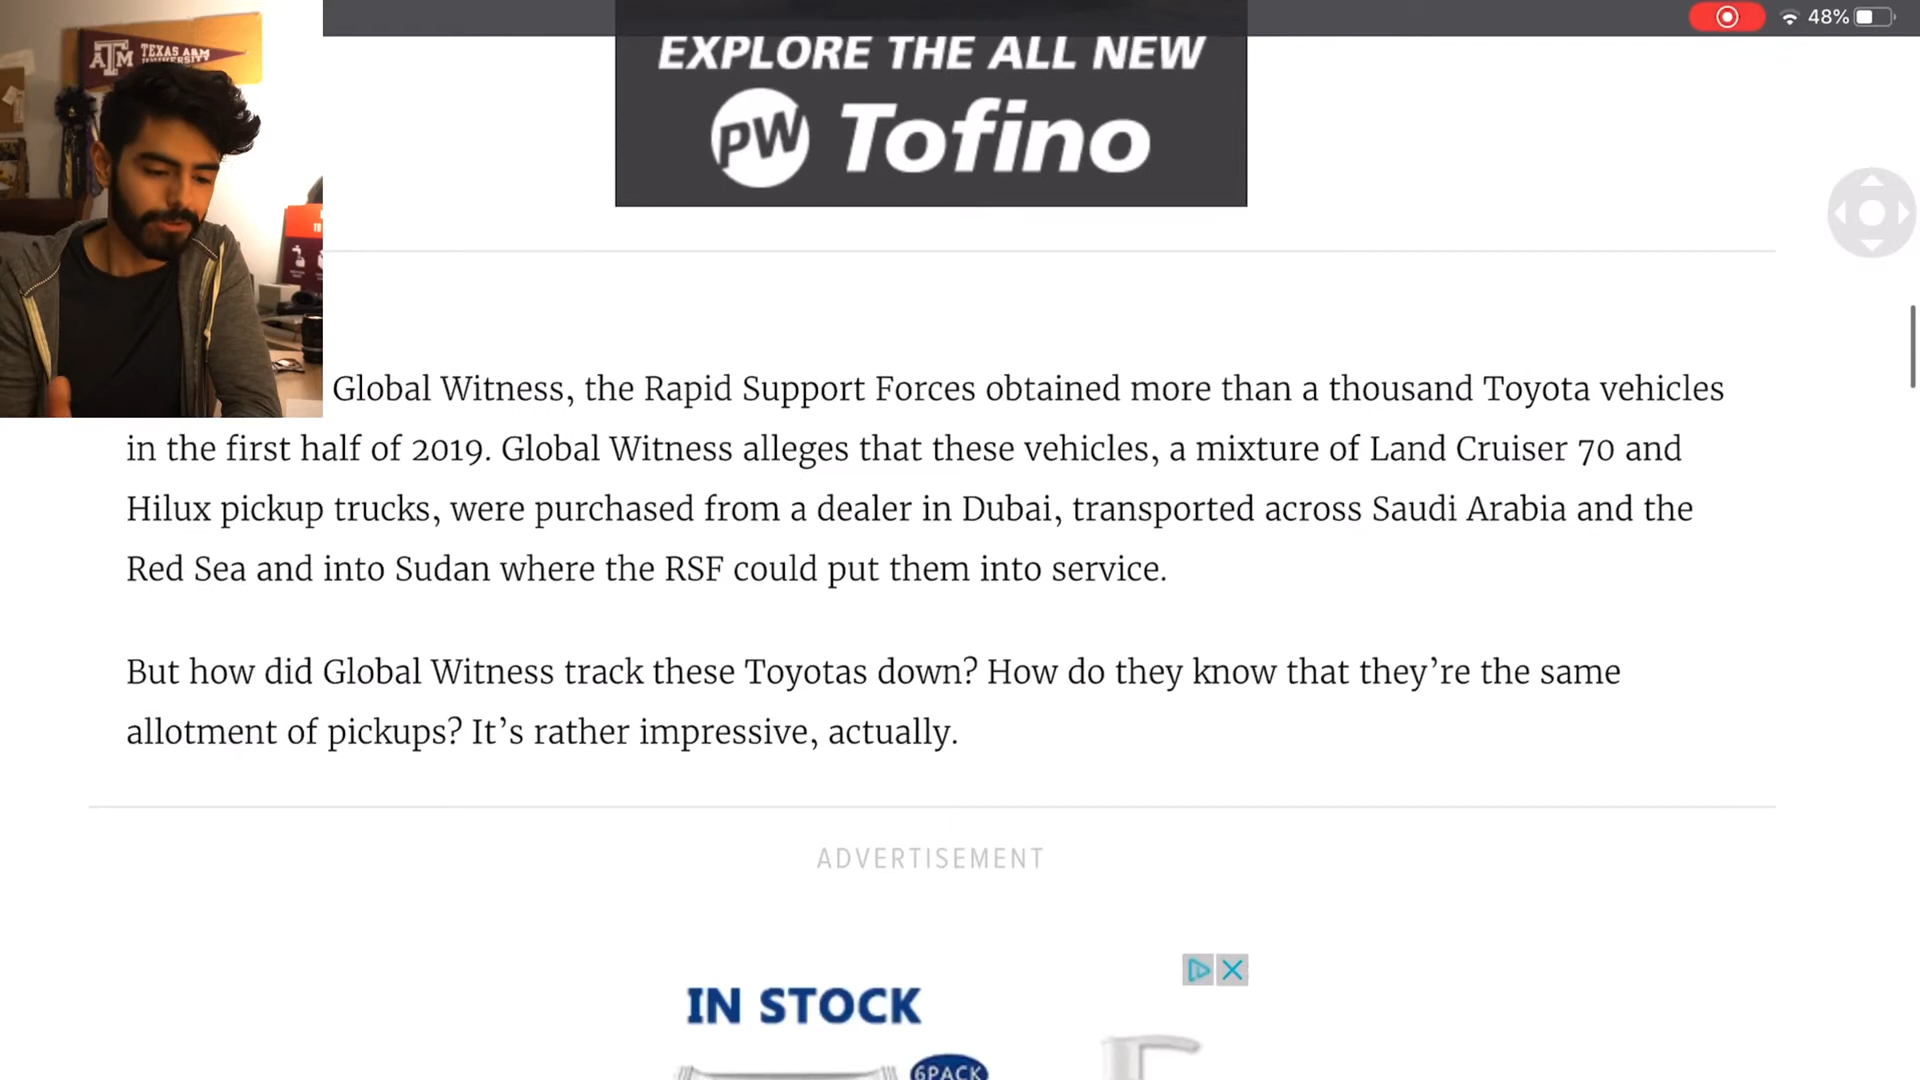 48%
TEXAS A&M
UNIVERSITY
ATM
EXPLORE THE ALL NEW
PW Tofino
Global Witness, the Rapid Support Forces obtained more than a thousand Toyota vehicles
in the first half of 2019. Global Witness alleges that these vehicles, a mixture of Land Cruiser 70 and
Hilux pickup trucks, were purchased from a dealer in Dubai, transported across Saudi Arabia and the
Red Sea and into Sudan where the RSF could put them into service.
But how did Global Witness track these Toyotas down? How do they know that they’re the same
allotment of pickups? It’s rather impressive, actually.
ADVERTISEMENT
IN STOCK
6PACK